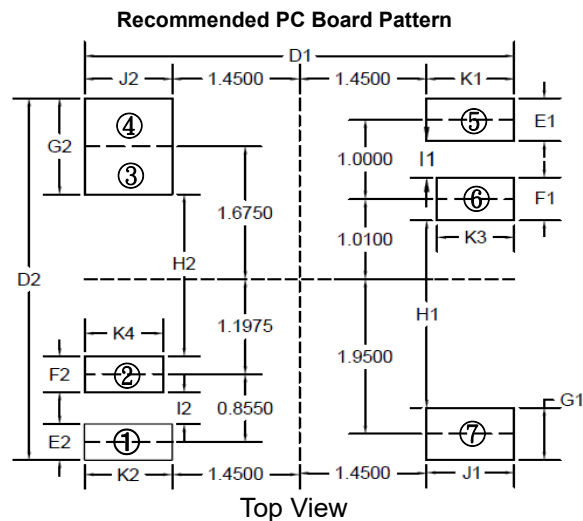 Recommended PC Board Pattern
D1
J2 1.4500 1.4500 K1
④ ⑤ E1
G2 1.0000 I1
③ ⑥ F1
1.6750 1.0100 K3
D2 H2
K4 1.1975 H1
1.9500
F2 ②
I2 0.8550 G1
E2 ① ⑦
K2 1.4500 1.4500 J1
Top View